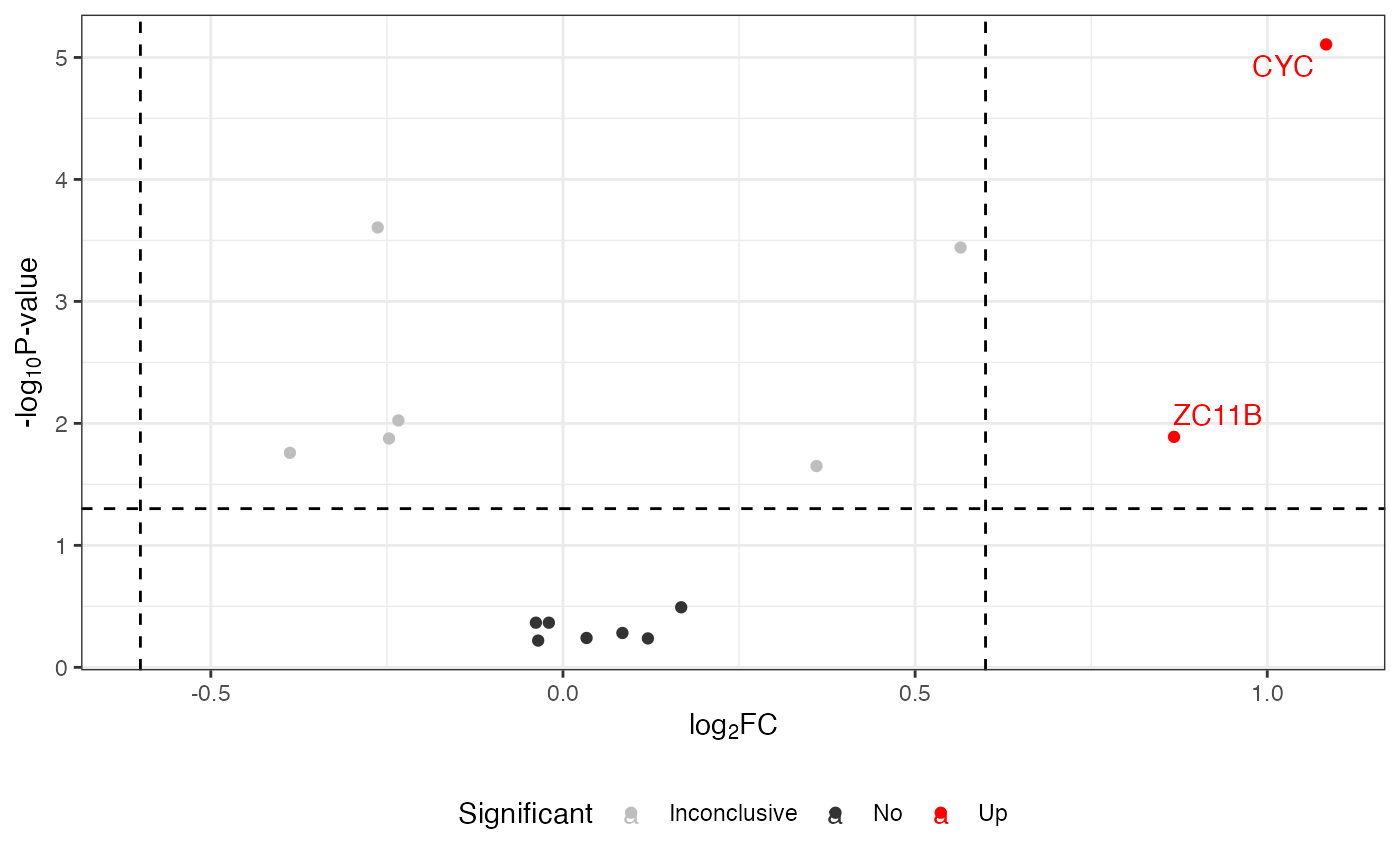 5
CYC
4
3
-log₁₀P-value
ZC11B
2
1
0
-0.5 0.0 0.5 1.0
log₂FC
Significant a Inconclusive a No a Up